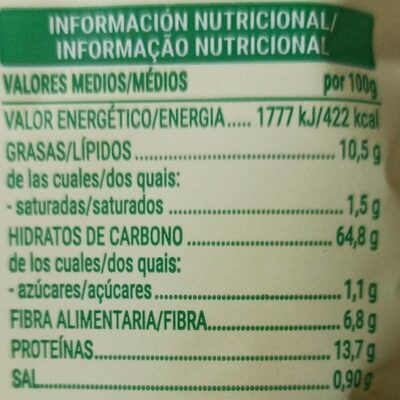 INFORMACIÓN NUTRICIONAL/
INFORMAÇÃO NUTRICIONAL
VALORES MEDIOS/MÉDIOS por 100g
VALOR ENERGÉTICO/ENERGIA..... 1777 kJ/422 kcal
GRASAS/LÍPIDOS ........................ 10,5 g
de las cuales/dos quais:
- saturadas/saturados ........................ 1,5 g
HIDRATOS DE CARBONO ........................ 64,8 g
de los cuales/dos quais:
- azúcares/açúcares ........................ 1,1 g
FIBRA ALIMENTARIA/FIBRA........................ 6,8 g
PROTEÍNAS........................ 13,7 g
SAL........................ 0,90 g